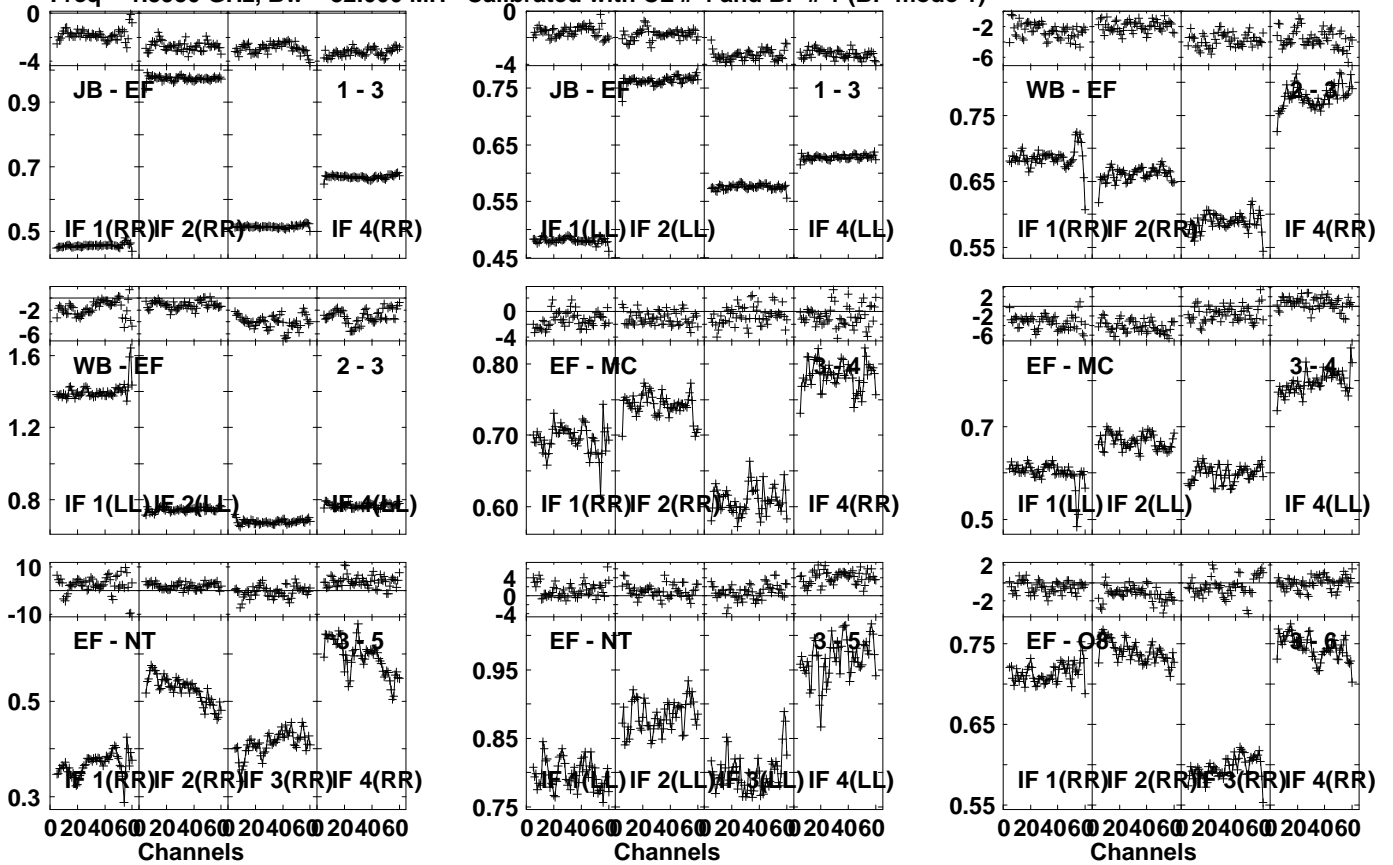 Calibrated with CL # 1 and BP # 1 (BP mode 1)
0
-4
0.9
0.7
0.5
JB - EF
1 - 3
IF 1(RR)
IF 2(RR)
IF 4(RR)
0
-4
0.75
0.65
0.55
0.45
JB - EF
1 - 3
IF 1(LL)
IF 2(LL)
IF 4(LL)
-2
-6
0.75
0.65
0.55
WB - EF
2 - 3
IF 1(RR)
IF 2(RR)
IF 4(RR)
-2
-6
1.6
1.2
0.8
WB - EF
2 - 3
IF 1(LL)
IF 2(LL)
IF 4(LL)
0
-4
0.80
0.70
0.60
EF - MC
3 - 4
IF 1(RR)
IF 2(RR)
IF 4(RR)
2
-2
-6
0.7
0.5
EF - MC
3 - 4
IF 1(LL)
IF 2(LL)
IF 4(LL)
10
-10
0.5
0.3
EF - NT
3 - 5
IF 1(RR)
IF 2(RR)
IF 3(RR)
IF 4(RR)
0 204060
0 204060
0 204060
0 204060
Channels
4
0
-4
0.95
0.85
0.75
EF - NT
3 - 5
IF 1(LL)
IF 2(LL)
IF 3(LL)
IF 4(LL)
0 204060
0 204060
0 204060
0 204060
Channels
2
-2
0.75
0.65
0.55
EF - O8
3 - 6
IF 1(RR)
IF 2(RR)
IF 3(RR)
IF 4(RR)
0 204060
0 204060
0 204060
0 204060
Channels